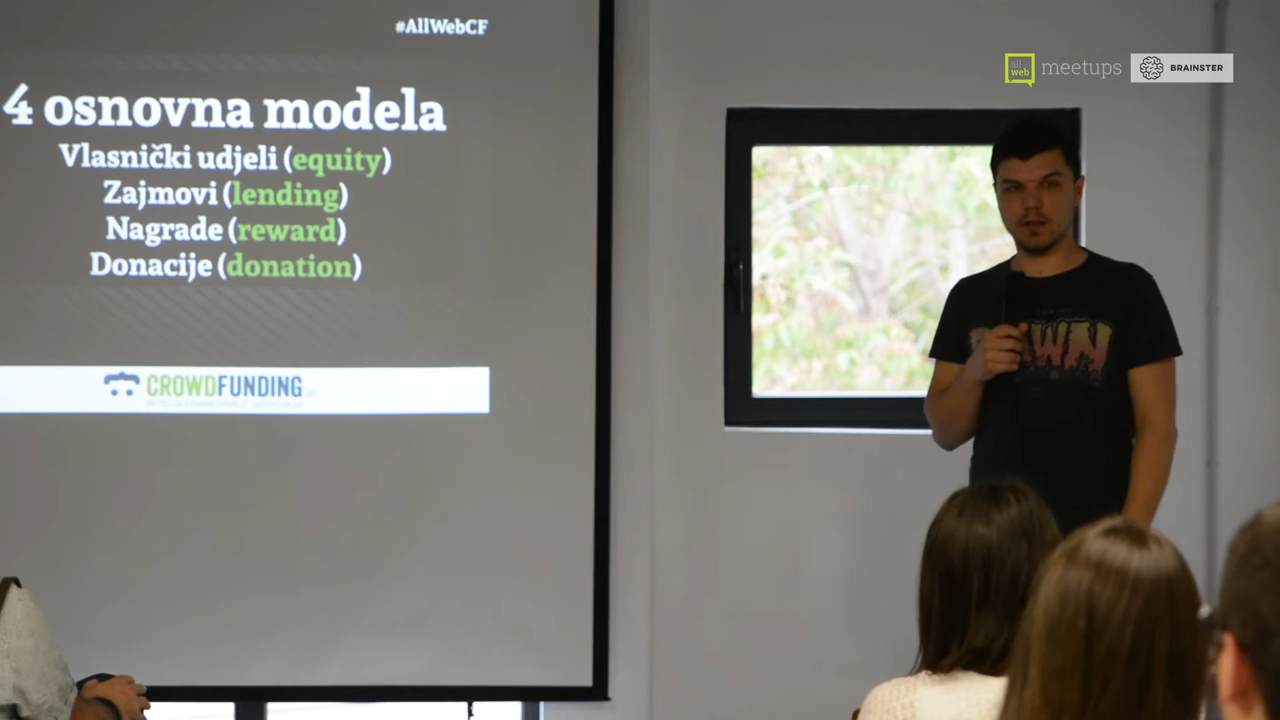 #AllWebCF
4 osnovna modela
Vlasnički udjeli (equity)
Zajmovi (lending)
Nagrade (reward)
Donacije (donation)
CROWDFUNDING
all
web
meetups
BRAINSTER